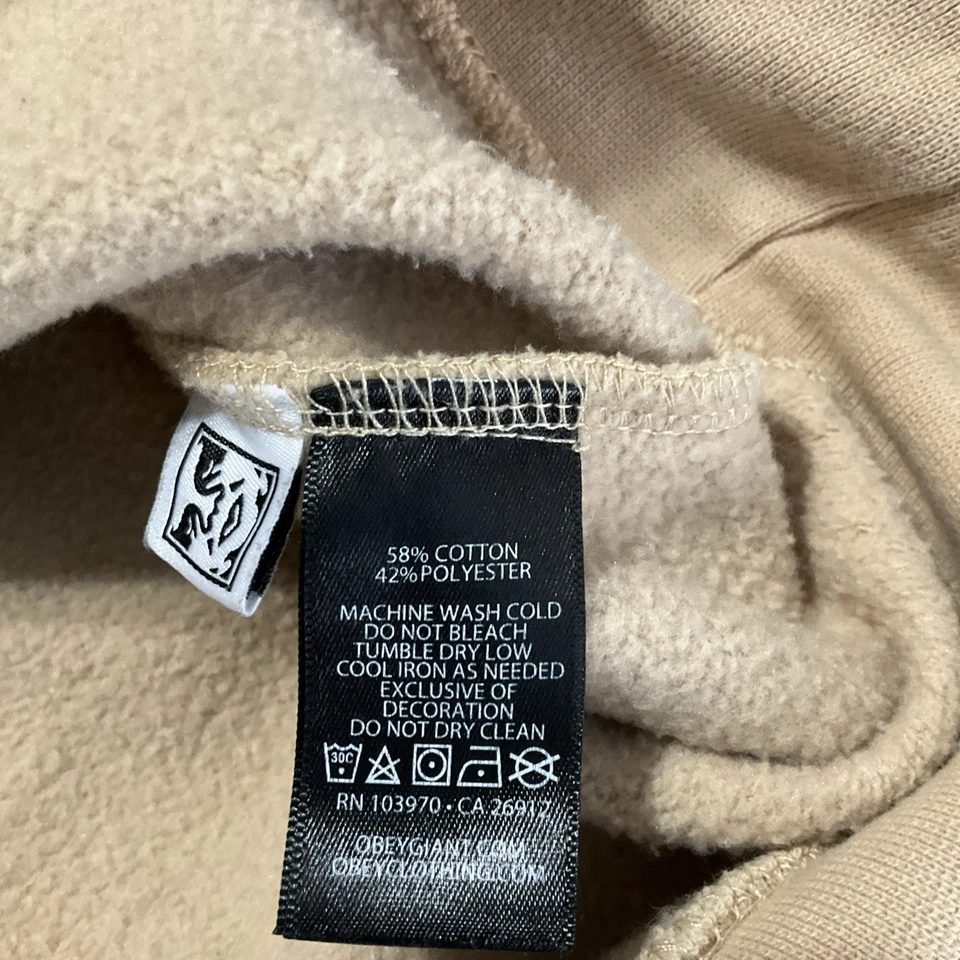 58% COTTON
42% POLYESTER
MACHINE WASH COLD
DO NOT BLEACH
TUMBLE DRY LOW
COOL IRON AS NEEDED
EXCLUSIVE OF
DECORATION
DO NOT DRY CLEAN
30C
RN 103970 • CA 26912
OBEYGIANT.COM
OBEYCLOTHING.COM